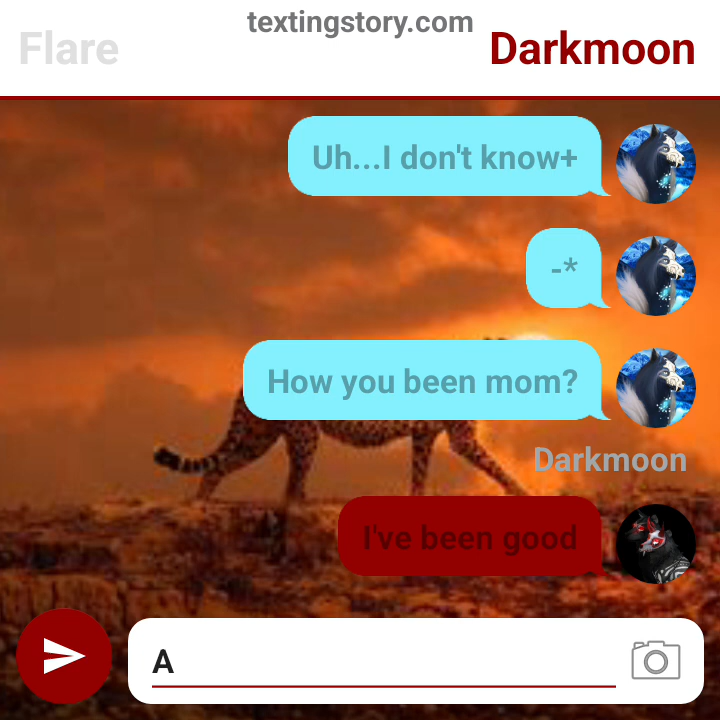 textingstory.com
Flare
Darkmoon
Uh...I don't know+
-*
How you been mom?
Darkmoon
I've been good
A